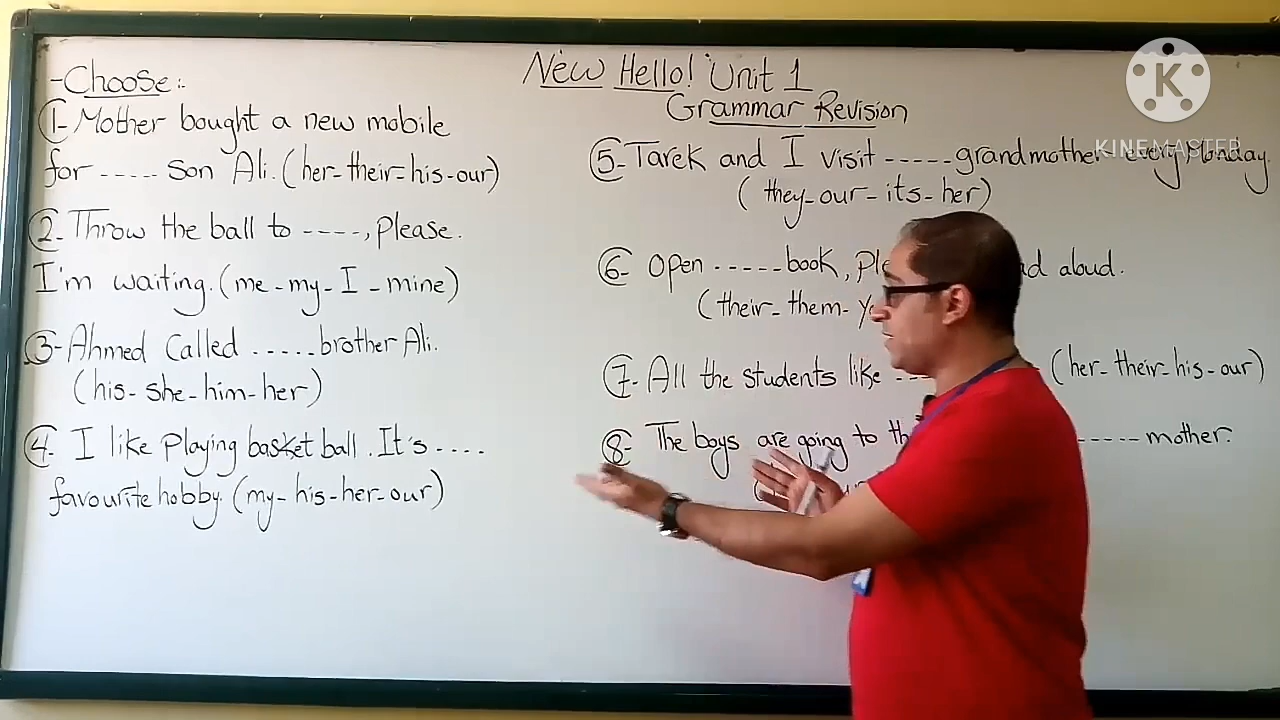 New Hello! Unit 1
Grammar Revision
- Choose:-
1- Mother bought a new mobile
for ----- son Ali. (her-their-his-our)
2- Throw the ball to ----, please.
I'm waiting. (me-my-I-mine)
3- Ahmed Called ----- brother Ali.
(his-she-him-her)
4- I like playing basket ball. It's ----
favourite hobby. (my-his-her-our)
5- Tarek and I visit ----- grandmother every Monday.
(they-our-its-her)
6- Open ----- book, aloud.
(their-them-
7- All the students like -- (her-their-his-our)
8- The boys are going to ----- mother.
K
KINEMASTER